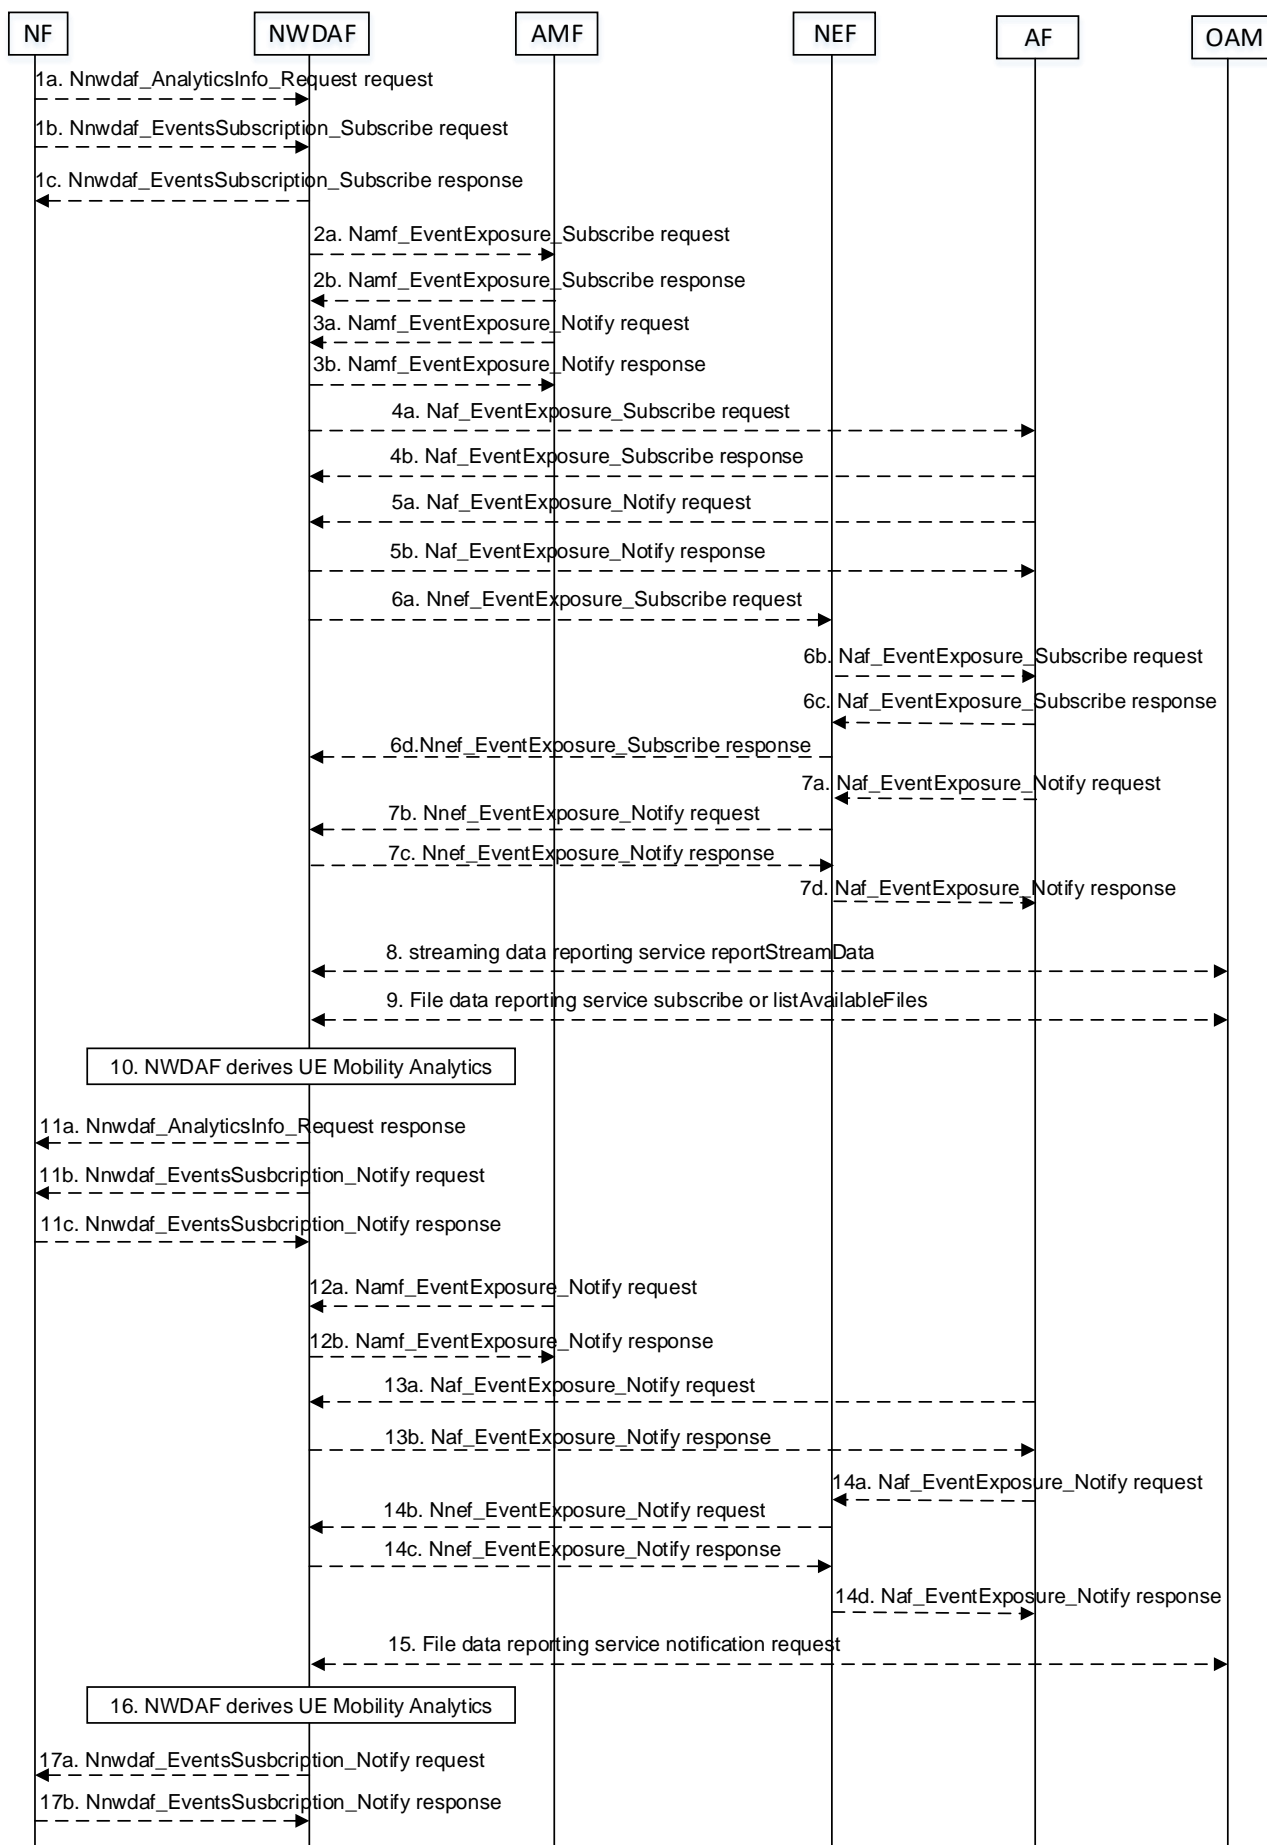 NF
NWDAF
AMF
NEF
AF
OAM
1a. Nnwdaf_AnalyticsInfo_Request request
1b. Nnwdaf_EventsSubscription_Subscribe request
1c. Nnwdaf_EventsSubscription_Subscribe response
2a. Namf_EventExposure_Subscribe request
2b. Namf_EventExposure_Subscribe response
3a. Namf_EventExposure_Notify request
3b. Namf_EventExposure_Notify response
4a. Naf_EventExposure_Subscribe request
4b. Naf_EventExposure_Subscribe response
5a. Naf_EventExposure_Notify request
5b. Naf_EventExposure_Notify response
6a. Nnef_EventExposure_Subscribe request
6b. Naf_EventExposure_Subscribe request
6c. Naf_EventExposure_Subscribe response
6d.Nnef_EventExposure_Subscribe response
7a. Naf_EventExposure_Notify request
7b. Nnef_EventExposure_Notify request
7c. Nnef_EventExposure_Notify response
7d. Naf_EventExposure_Notify response
8. streaming data reporting service reportStreamData
9. File data reporting service subscribe or listAvailableFiles
10. NWDAF derives UE Mobility Analytics
11a. Nnwdaf_AnalyticsInfo_Request response
11b. Nnwdaf_EventsSusbcription_Notify request
11c. Nnwdaf_EventsSusbcription_Notify response
12a. Namf_EventExposure_Notify request
12b. Namf_EventExposure_Notify response
13a. Naf_EventExposure_Notify request
13b. Naf_EventExposure_Notify response
14a. Naf_EventExposure_Notify request
14b. Nnef_EventExposure_Notify request
14c. Nnef_EventExposure_Notify response
14d. Naf_EventExposure_Notify response
15. File data reporting service notification request
16. NWDAF derives UE Mobility Analytics
17a. Nnwdaf_EventsSusbcription_Notify request
17b. Nnwdaf_EventsSusbcription_Notify response